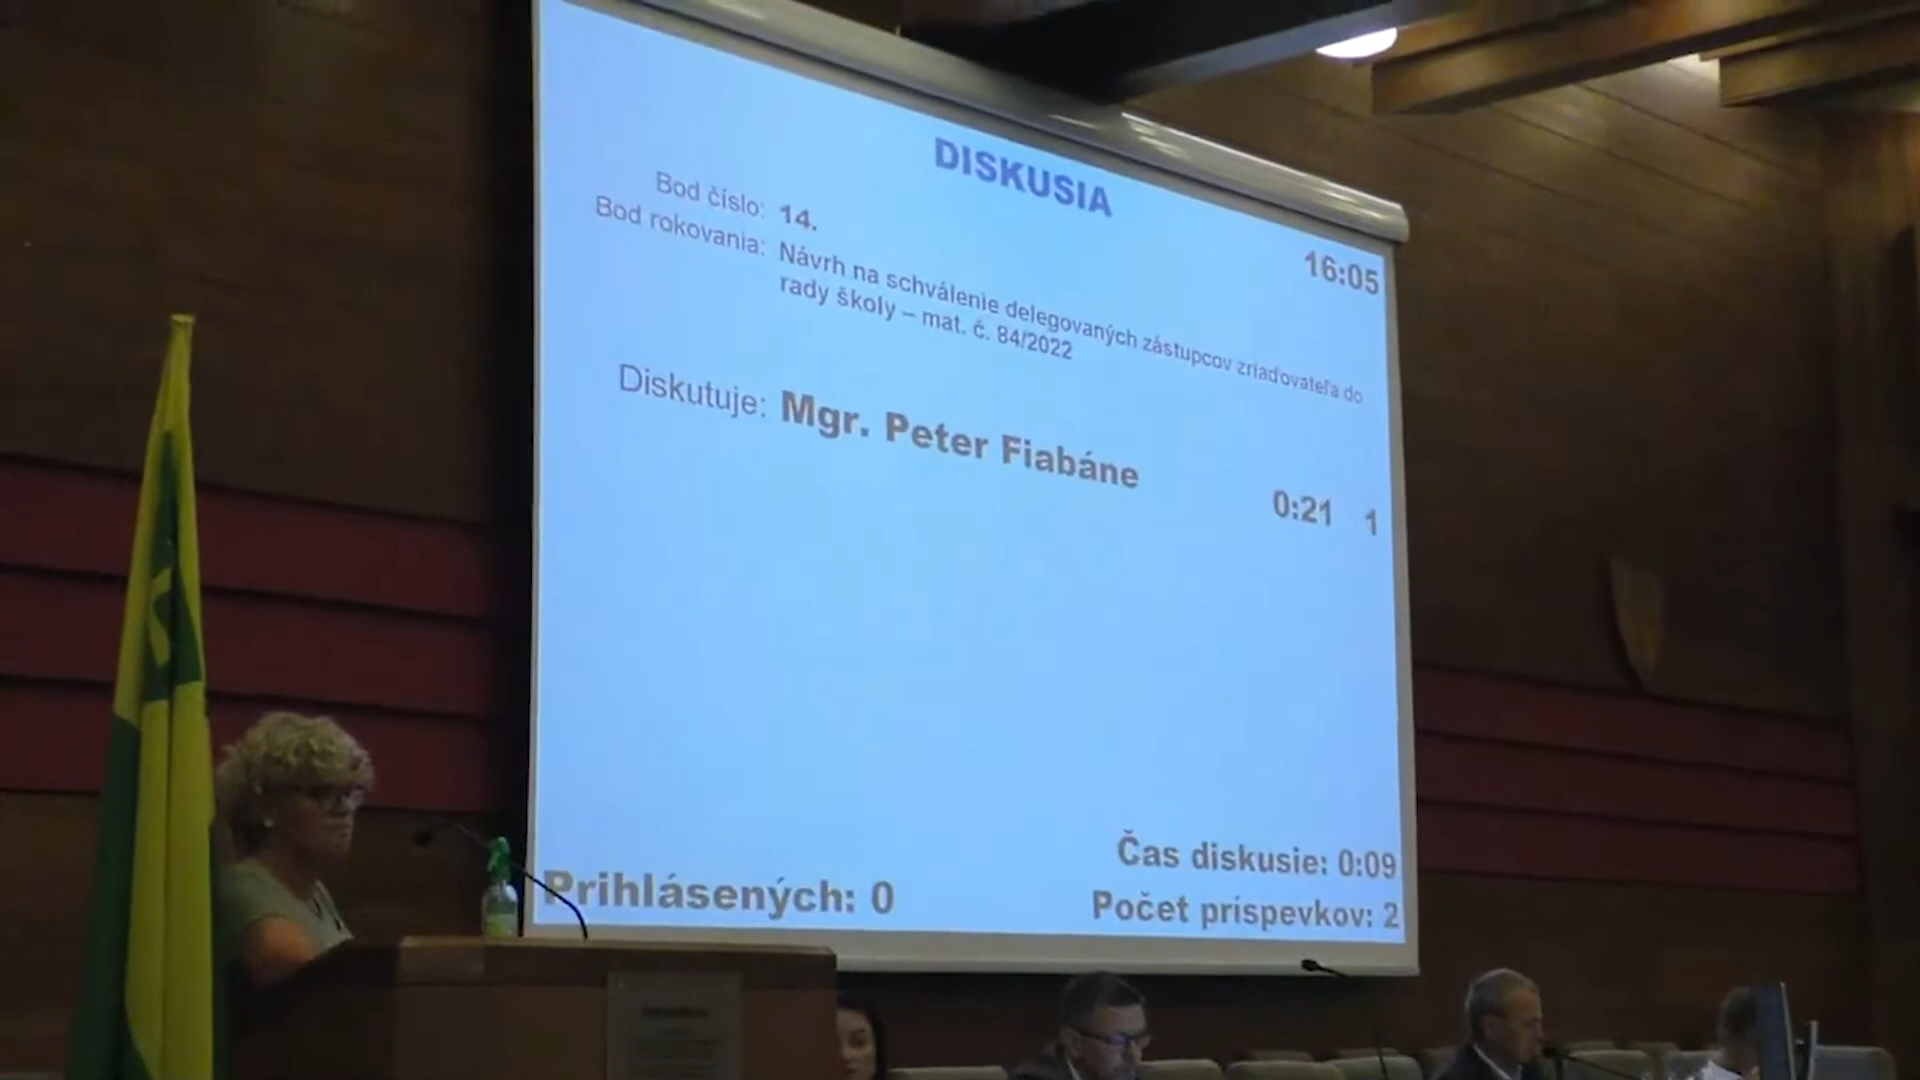 DISKUSIA
Bod číslo: 14.
16:05
Bod rokovania: Návrh na schválenie delegovaných zástupcov zriaďovateľa do
rady školy – mat. č. 84/2022
Diskutuje: Mgr. Peter Fiabáne
0:21 1
Čas diskusie: 0:09
Prihlásených: 0
Počet príspevkov: 2